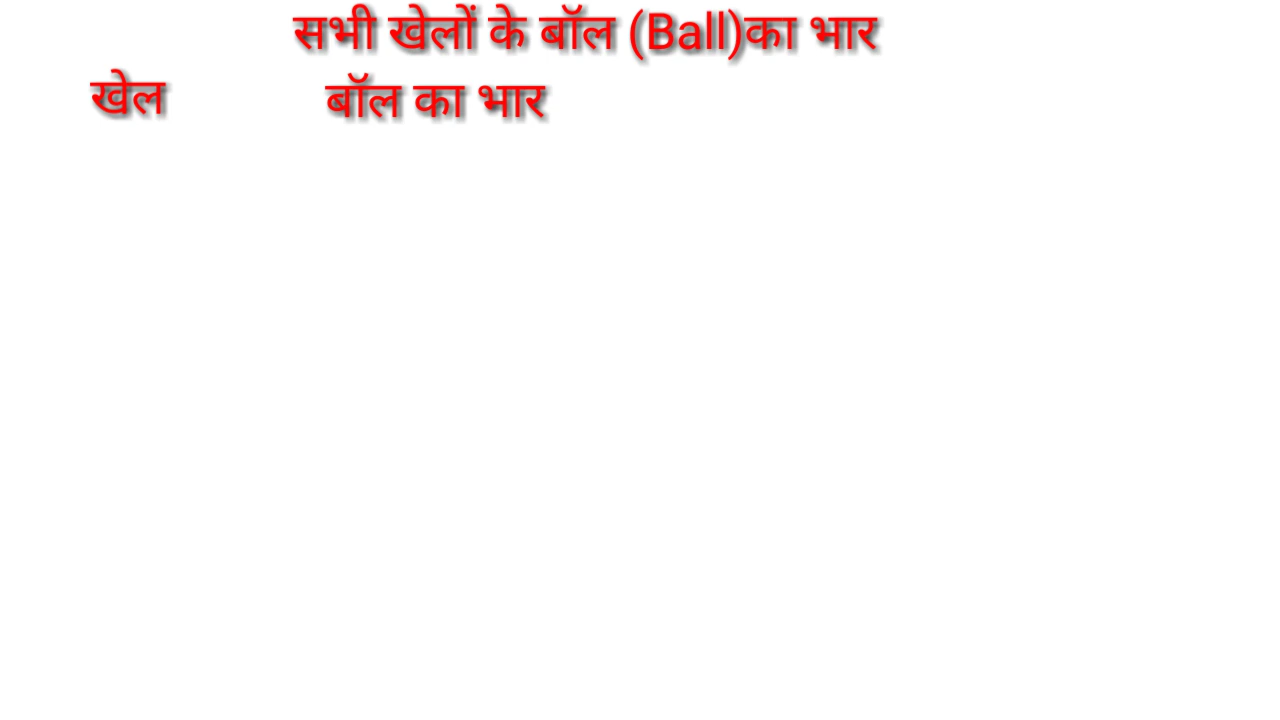 सभी खेलों के बॉल (Ball)का भार
खेल बॉल का भार